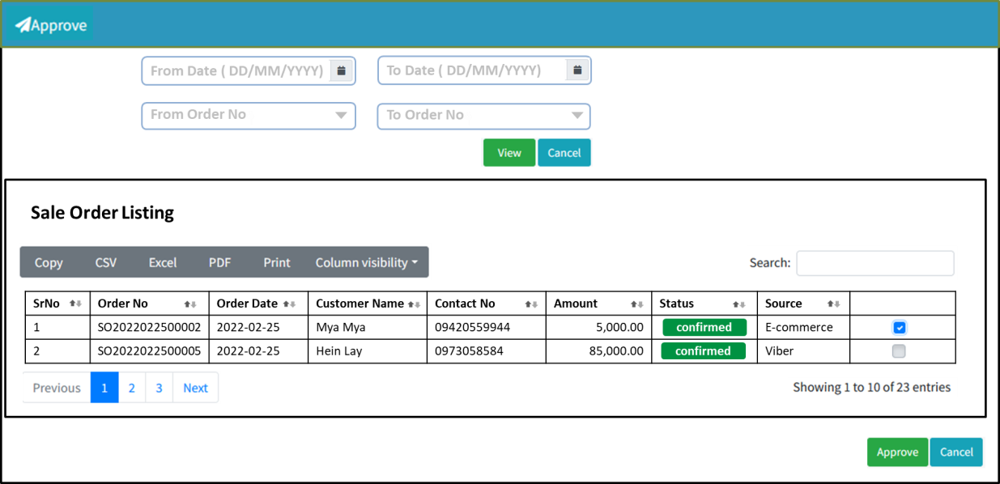 Approve
From Date ( DD/MM/YYYY) To Date ( DD/MM/YYYY)
From Order No To Order No
View Cancel
Sale Order Listing
Copy CSV Excel PDF Print Column visibility Search:
SrNo Order No Order Date Customer Name Contact No Amount Status Source
1 SO2022022500002 2022-02-25 Mya Mya 09420559944 5,000.00 confirmed E-commerce
2 SO2022022500005 2022-02-25 Hein Lay 0973058584 85,000.00 confirmed Viber
Previous 1 2 3 Next Showing 1 to 10 of 23 entries
Approve Cancel